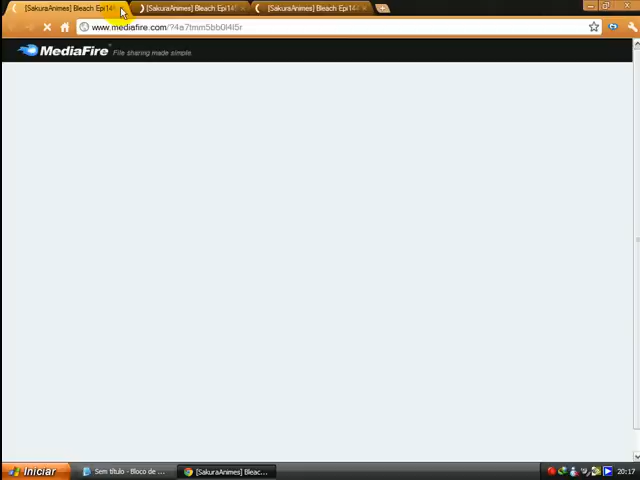 [SakuraAnimes] Bleach Epi14
[SakuraAnimes] Bleach Epi14
[SakuraAnimes] Bleach Epi144
www.mediafire.com/?4a7tmm5bb0l4l5r
MediaFire File sharing made simple.
Iniciar
Sem título - Bloco de ...
[SakuraAnimes] Bleac...
20:17